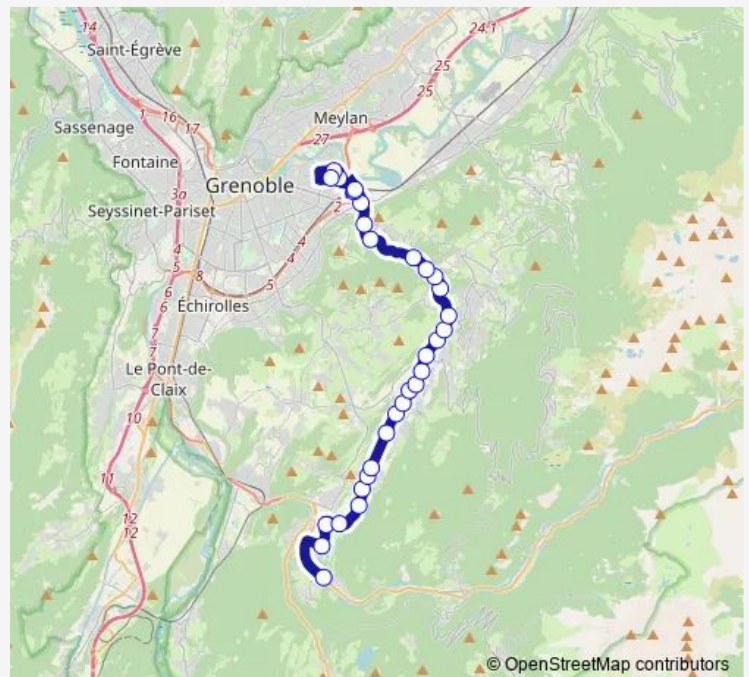 14
24.1
Saint-Égrève
25
16
1
17
Meylan
25
Sassenage
27
Fontaine
Grenoble
3a
2
Seyssinet-Pariset
4
4
4
5
8
5
6
Échirolles
6
7
Le Pont-de-
Claix
7
10
11
12
12
© OpenStreetMap contributors